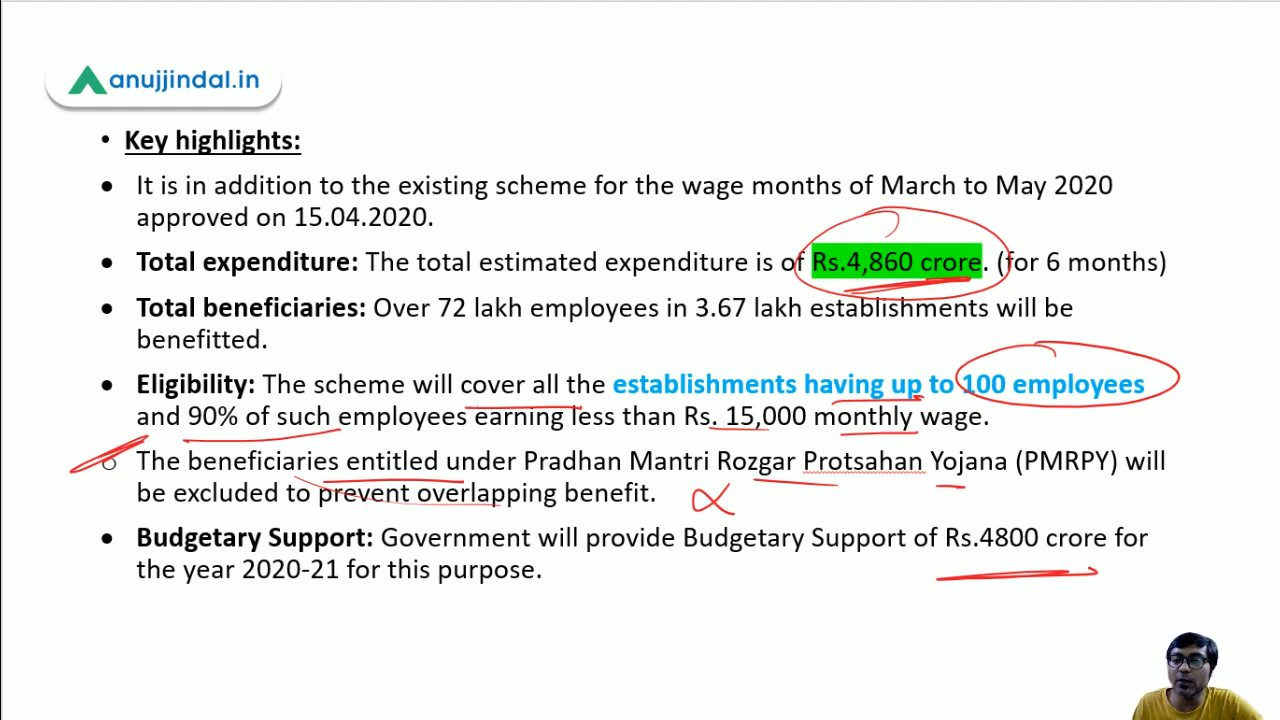 anujjindal.in
• Key highlights:
• It is in addition to the existing scheme for the wage months of March to May 2020
approved on 15.04.2020.
• Total expenditure: The total estimated expenditure is of Rs.4,860 crore. (for 6 months)
• Total beneficiaries: Over 72 lakh employees in 3.67 lakh establishments will be
benefitted.
• Eligibility: The scheme will cover all the establishments having up to 100 employees
and 90% of such employees earning less than Rs. 15,000 monthly wage.
○ The beneficiaries entitled under Pradhan Mantri Rozgar Protsahan Yojana (PMRPY) will
be excluded to prevent overlapping benefit.
• Budgetary Support: Government will provide Budgetary Support of Rs.4800 crore for
the year 2020-21 for this purpose.